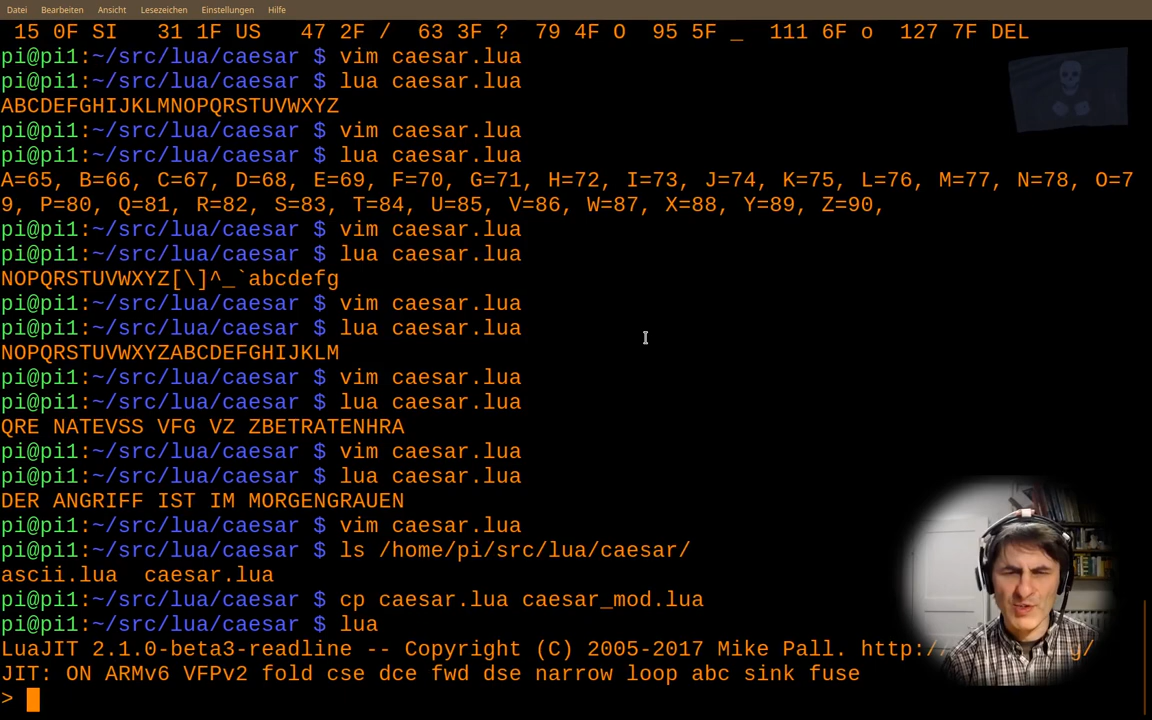 Datei Bearbeiten Ansicht Lesezeichen Einstellungen Hilfe
15 0F SI 31 1F US 47 2F / 63 3F ? 79 4F O 95 5F _ 111 6F o 127 7F DEL
pi@pi1:~/src/lua/caesar $ vim caesar.lua
pi@pi1:~/src/lua/caesar $ lua caesar.lua
ABCDEFGHIJKLMNOPQRSTUVWXYZ
pi@pi1:~/src/lua/caesar $ vim caesar.lua
pi@pi1:~/src/lua/caesar $ lua caesar.lua
A=65, B=66, C=67, D=68, E=69, F=70, G=71, H=72, I=73, J=74, K=75, L=76, M=77, N=78, O=7
9, P=80, Q=81, R=82, S=83, T=84, U=85, V=86, W=87, X=88, Y=89, Z=90,
pi@pi1:~/src/lua/caesar $ vim caesar.lua
pi@pi1:~/src/lua/caesar $ lua caesar.lua
NOPQRSTUVWXYZ[\]^_`abcdefg
pi@pi1:~/src/lua/caesar $ vim caesar.lua
pi@pi1:~/src/lua/caesar $ lua caesar.lua
NOPQRSTUVWXYZABCDEFGHIJKLM
pi@pi1:~/src/lua/caesar $ vim caesar.lua
pi@pi1:~/src/lua/caesar $ lua caesar.lua
QRE NATEVSS VFG VZ ZBETRATENHRA
pi@pi1:~/src/lua/caesar $ vim caesar.lua
pi@pi1:~/src/lua/caesar $ lua caesar.lua
DER ANGRIFF IST IM MORGENGRAUEN
pi@pi1:~/src/lua/caesar $ vim caesar.lua
pi@pi1:~/src/lua/caesar $ ls /home/pi/src/lua/caesar/
ascii.lua caesar.lua
pi@pi1:~/src/lua/caesar $ cp caesar.lua caesar_mod.lua
pi@pi1:~/src/lua/caesar $ lua
LuaJIT 2.1.0-beta3-readline -- Copyright (C) 2005-2017 Mike Pall.
JIT: ON ARMv6 VFPv2 fold cse dce fwd dse narrow loop abc sink fuse
>